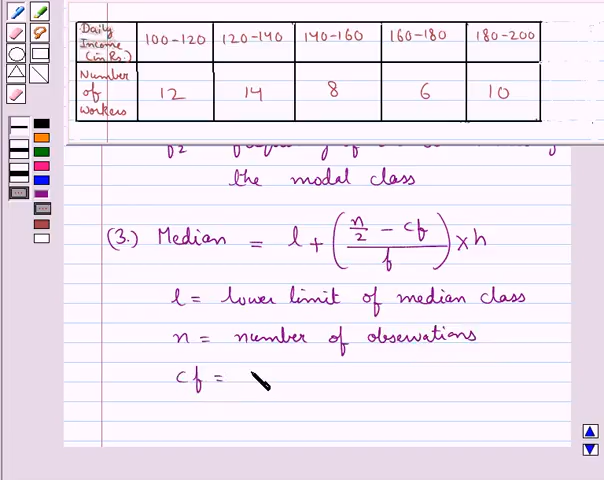 Daily Income (in Rs.) 100-120 120-140 140-160 160-180 180-200
Number of workers 12 14 8 6 10
the modal class
(3.) Median = l + ( (n/2 - cf) / f ) × h
l = lower limit of median class
n = number of obsevations
cf =